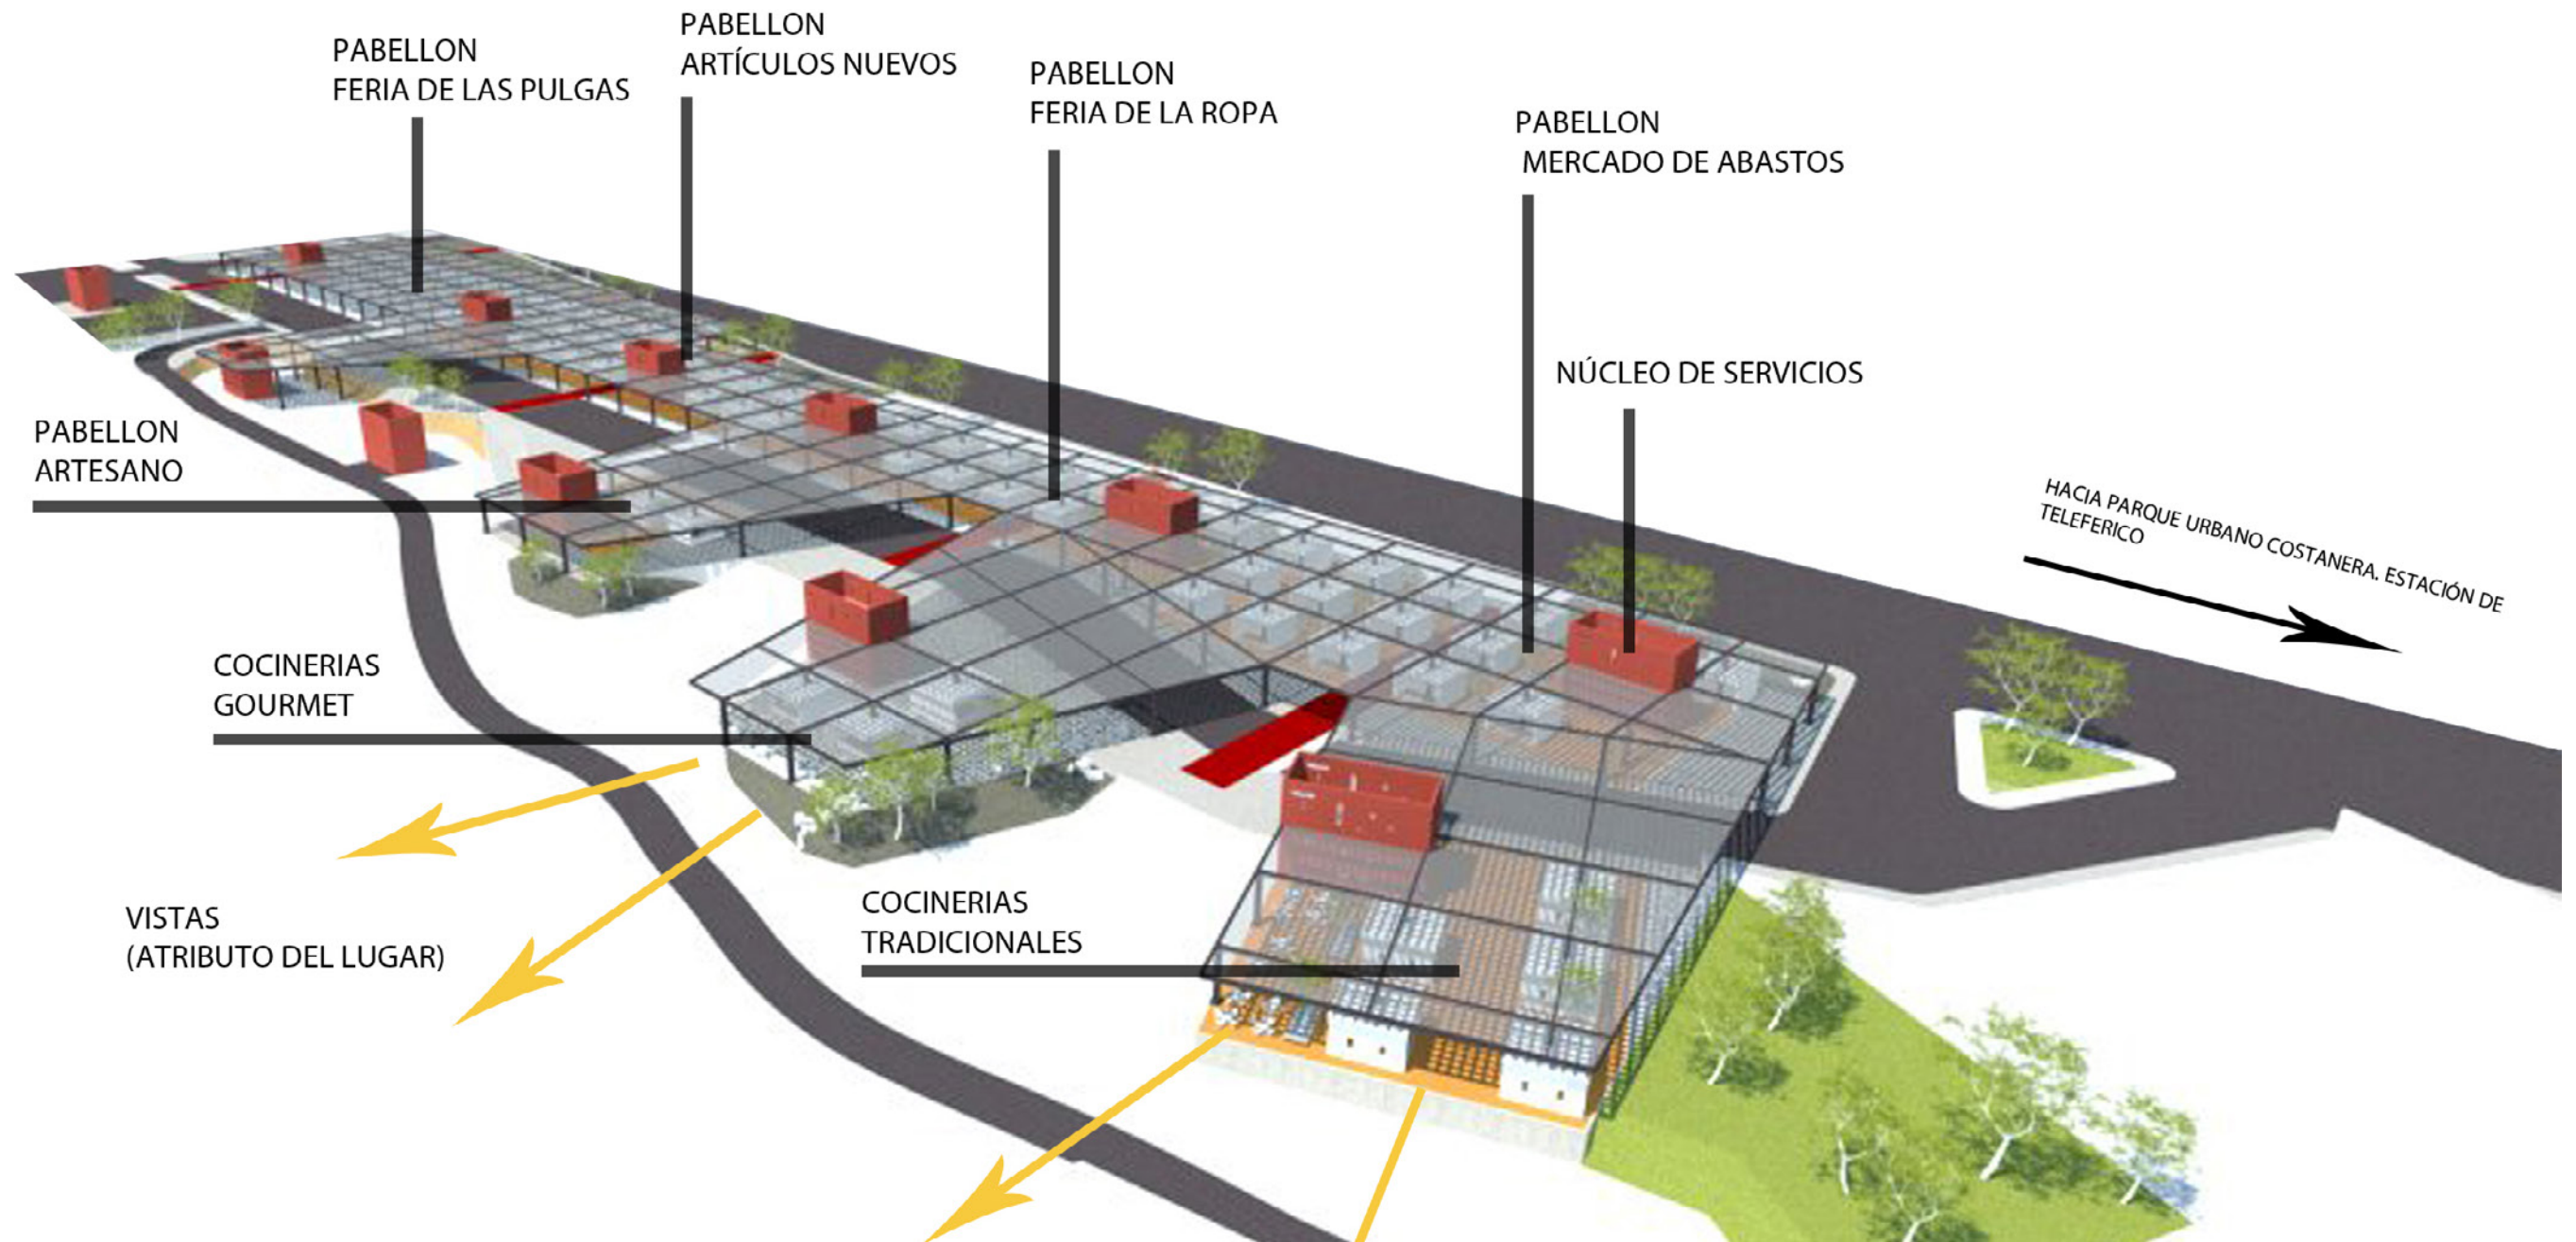 PABELLON
FERIA DE LAS PULGAS
PABELLON
ARTÍCULOS NUEVOS
PABELLON
FERIA DE LA ROPA
PABELLON
MERCADO DE ABASTOS
NÚCLEO DE SERVICIOS
HACIA PARQUE URBANO COSTANERA. ESTACIÓN DE
TELEFERICO
PABELLON
ARTESANO
COCINERIAS
GOURMET
VISTAS
(ATRIBUTO DEL LUGAR)
COCINERIAS
TRADICIONALES